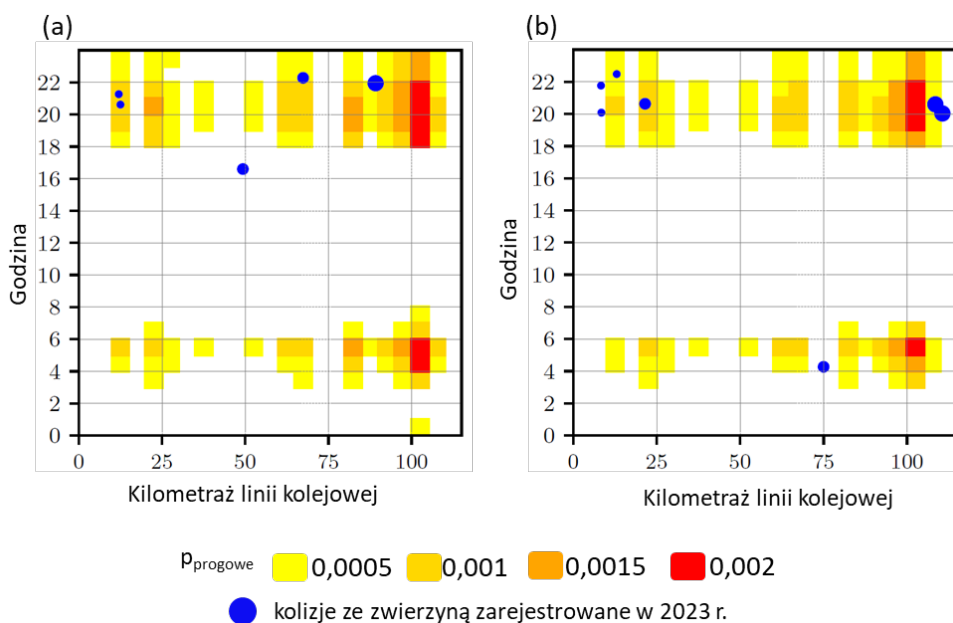 (a)
(b)
Godzina
22
20
18
16
14
12
10
8
6
4
2
0
0 25 50 75 100
Kilometraż linii kolejowej
Godzina
22
20
18
16
14
12
10
8
6
4
2
0
0 25 50 75 100
Kilometraż linii kolejowej
pprogowe 0,0005 0,001 0,0015 0,002
kolizje ze zwierzyną zarejestrowane w 2023 r.